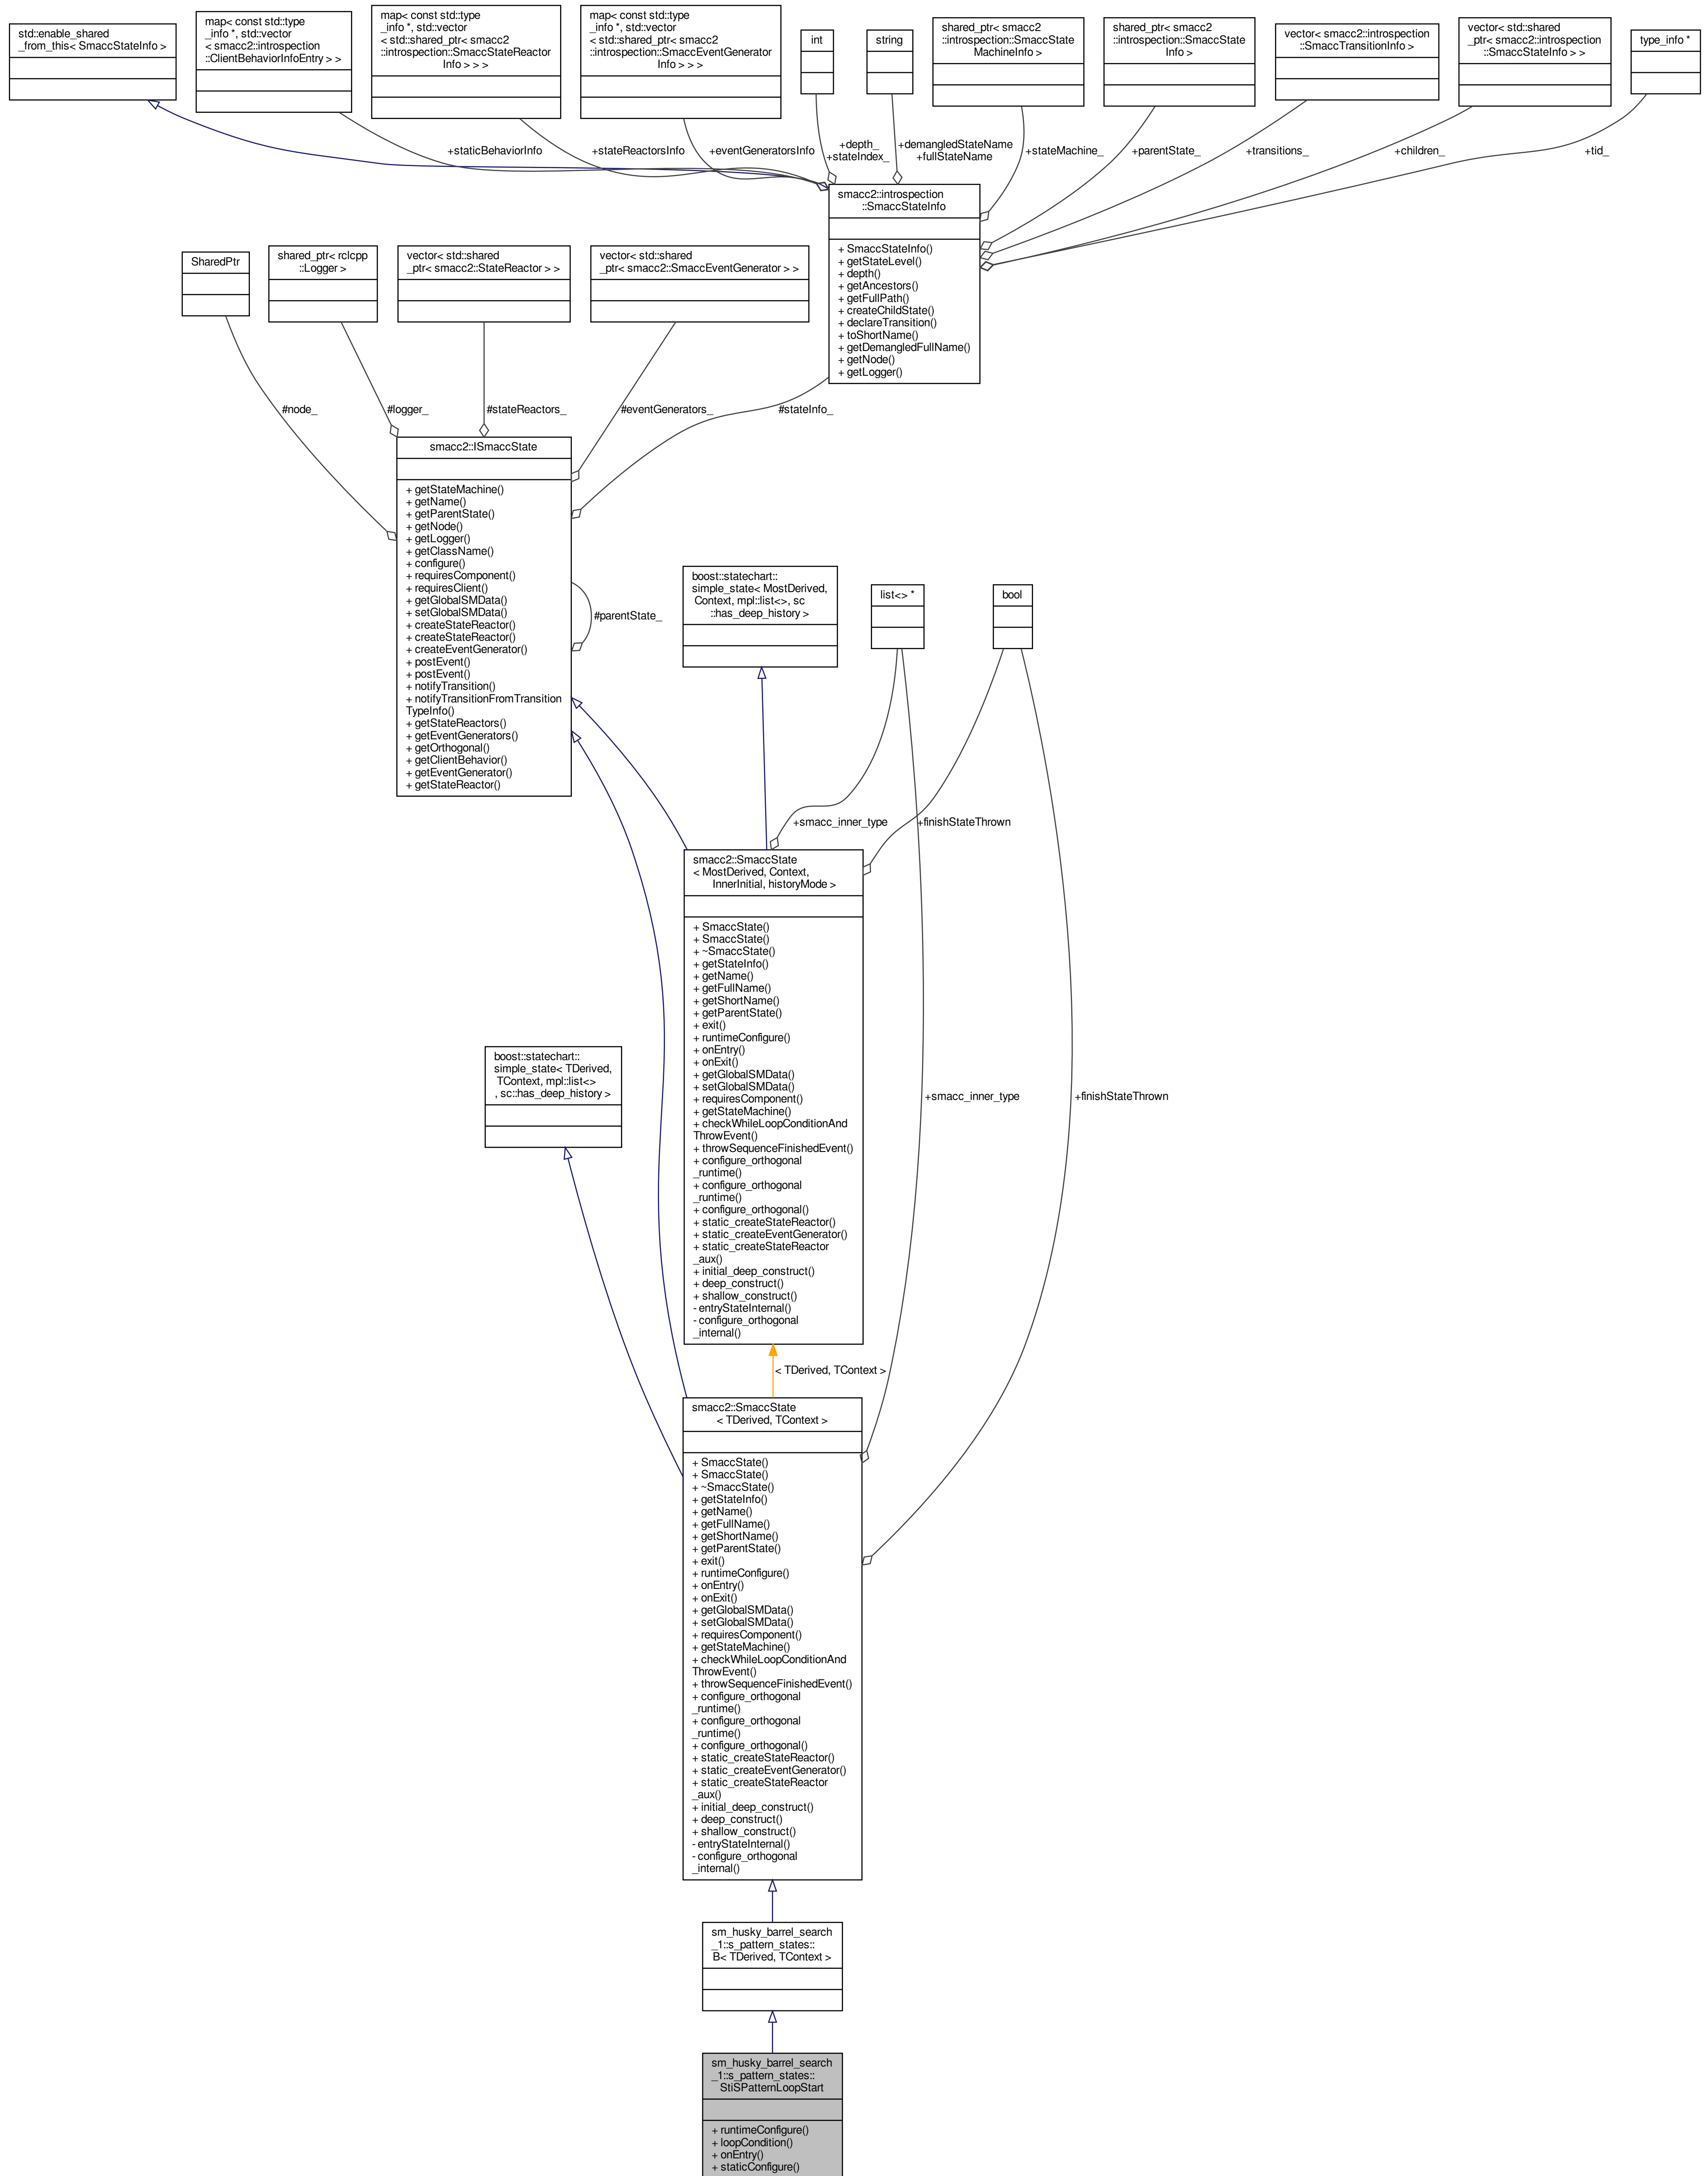 std::enable_shared
_from_this< SmaccStateInfo >
map< const std::type
_info *, std::vector
< smacc2::introspection
::ClientBehaviorInfoEntry > >
map< const std::type
_info *, std::vector
< std::shared_ptr< smacc2
::introspection::SmaccStateReactor
Info > > >
map< const std::type
_info *, std::vector
< std::shared_ptr< smacc2
::introspection::SmaccEventGenerator
Info > > >
int
string
shared_ptr< smacc2
::introspection::SmaccState
MachineInfo >
shared_ptr< smacc2
::introspection::SmaccState
Info >
vector< smacc2::introspection
::SmaccTransitionInfo >
vector< std::shared
_ptr< smacc2::introspection
::SmaccStateInfo > >
type_info *
+staticBehaviorInfo
+stateReactorsInfo
+eventGeneratorsInfo
+depth_
+stateIndex_
+demangledStateName
+fullStateName
+stateMachine_
+parentState_
+transitions_
+children_
+tid_
smacc2::introspection
::SmaccStateInfo
+ SmaccStateInfo()
+ getStateLevel()
+ depth()
+ getAncestors()
+ getFullPath()
+ createChildState()
+ declareTransition()
+ toShortName()
+ getDemangledFullName()
+ getNode()
+ getLogger()
SharedPtr
shared_ptr< rclcpp
::Logger >
vector< std::shared
_ptr< smacc2::StateReactor > >
vector< std::shared
_ptr< smacc2::SmaccEventGenerator > >
#node_
#logger_
#stateReactors_
#eventGenerators_
#stateInfo_
smacc2::ISmaccState
+ getStateMachine()
+ getName()
+ getParentState()
+ getNode()
+ getLogger()
+ getClassName()
+ configure()
+ requiresComponent()
+ requiresClient()
+ getGlobalSMData()
+ setGlobalSMData()
+ createStateReactor()
+ createStateReactor()
+ createEventGenerator()
+ postEvent()
+ postEvent()
+ notifyTransition()
+ notifyTransitionFromTransition
TypeInfo()
+ getStateReactors()
+ getEventGenerators()
+ getOrthogonal()
+ getClientBehavior()
+ getEventGenerator()
+ getStateReactor()
#parentState_
boost::statechart::
simple_state< MostDerived,
Context, mpl::list<>, sc
::has_deep_history >
list<> *
bool
+smacc_inner_type
+finishStateThrown
smacc2::SmaccState
< MostDerived, Context,
InnerInitial, historyMode >
+ SmaccState()
+ SmaccState()
+ ~SmaccState()
+ getStateInfo()
+ getName()
+ getFullName()
+ getShortName()
+ getParentState()
+ exit()
+ runtimeConfigure()
+ onEntry()
+ onExit()
+ getGlobalSMData()
+ setGlobalSMData()
+ requiresComponent()
+ getStateMachine()
+ checkWhileLoopConditionAnd
ThrowEvent()
+ throwSequenceFinishedEvent()
+ configure_orthogonal
_runtime()
+ configure_orthogonal
_runtime()
+ configure_orthogonal()
+ static_createStateReactor()
+ static_createEventGenerator()
+ static_createStateReactor
_aux()
+ initial_deep_construct()
+ deep_construct()
+ shallow_construct()
- entryStateInternal()
- configure_orthogonal
_internal()
boost::statechart::
simple_state< TDerived,
TContext, mpl::list<>
, sc::has_deep_history >
+smacc_inner_type
+finishStateThrown
< TDerived, TContext >
smacc2::SmaccState
< TDerived, TContext >
+ SmaccState()
+ SmaccState()
+ ~SmaccState()
+ getStateInfo()
+ getName()
+ getFullName()
+ getShortName()
+ getParentState()
+ exit()
+ runtimeConfigure()
+ onEntry()
+ onExit()
+ getGlobalSMData()
+ setGlobalSMData()
+ requiresComponent()
+ getStateMachine()
+ checkWhileLoopConditionAnd
ThrowEvent()
+ throwSequenceFinishedEvent()
+ configure_orthogonal
_runtime()
+ configure_orthogonal
_runtime()
+ configure_orthogonal()
+ static_createStateReactor()
+ static_createEventGenerator()
+ static_createStateReactor
_aux()
+ initial_deep_construct()
+ deep_construct()
+ shallow_construct()
- entryStateInternal()
- configure_orthogonal
_internal()
sm_husky_barrel_search
_1::s_pattern_states::
B< TDerived, TContext >
sm_husky_barrel_search
_1::s_pattern_states::
StiSPatternLoopStart
+ runtimeConfigure()
+ loopCondition()
+ onEntry()
+ staticConfigure()